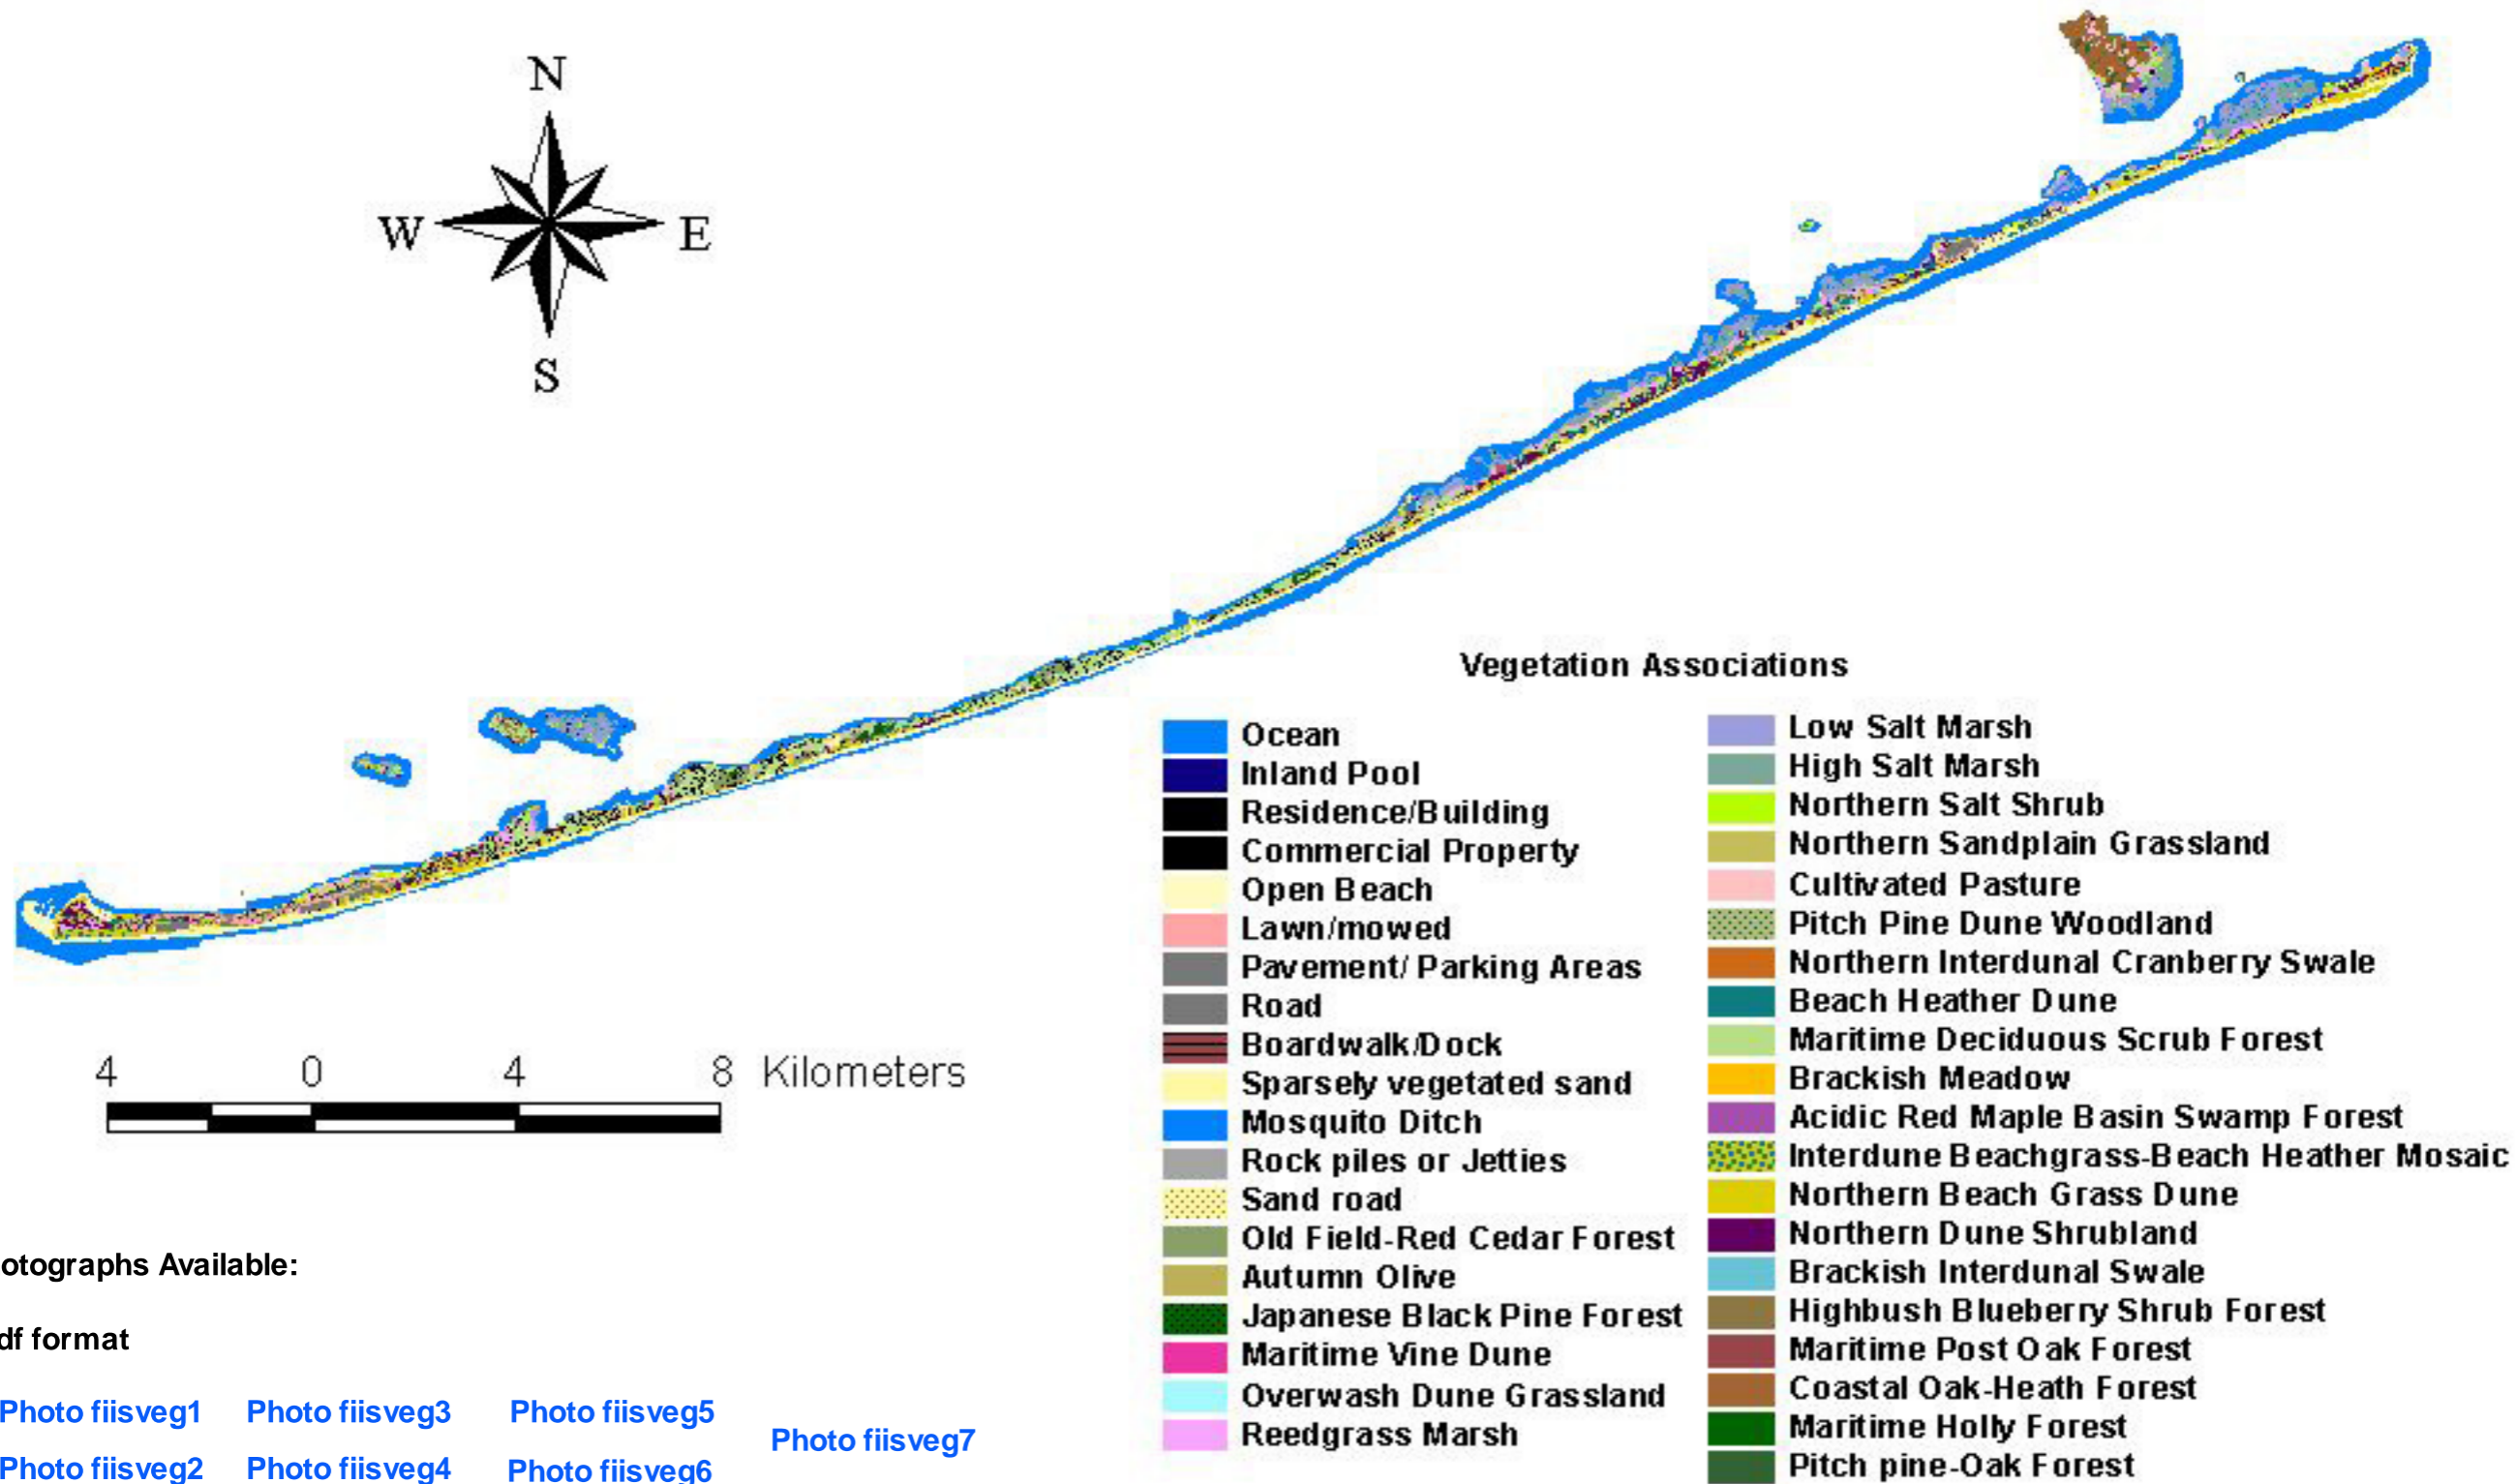 N
W E
S
Vegetation Associations
Ocean
Inland Pool
Residence/Building
Commercial Property
Open Beach
Lawn/mowed
Pavement/ Parking Areas
Road
Boardwalk/Dock
Sparsely vegetated sand
Mosquito Ditch
Rock piles or Jetties
Sand road
Old Field-Red Cedar Forest
Autumn Olive
Japanese Black Pine Forest
Maritime Vine Dune
Overwash Dune Grassland
Reedgrass Marsh
Low Salt Marsh
High Salt Marsh
Northern Salt Shrub
Northern Sandplain Grassland
Cultivated Pasture
Pitch Pine Dune Woodland
Northern Interdunal Cranberry Swale
Beach Heather Dune
Maritime Deciduous Scrub Forest
Brackish Meadow
Acidic Red Maple Basin Swamp Forest
Interdune Beachgrass-Beach Heather Mosaic
Northern Beach Grass Dune
Northern Dune Shrubland
Brackish Interdunal Swale
Highbush Blueberry Shrub Forest
Maritime Post Oak Forest
Coastal Oak-Heath Forest
Maritime Holly Forest
Pitch pine-Oak Forest
4 0 4 8 Kilometers
otographs Available:
df format
Photo fiisveg1 Photo fiisveg3 Photo fiisveg5
Photo fiisveg7
Photo fiisveg2 Photo fiisveg4 Photo fiisveg6